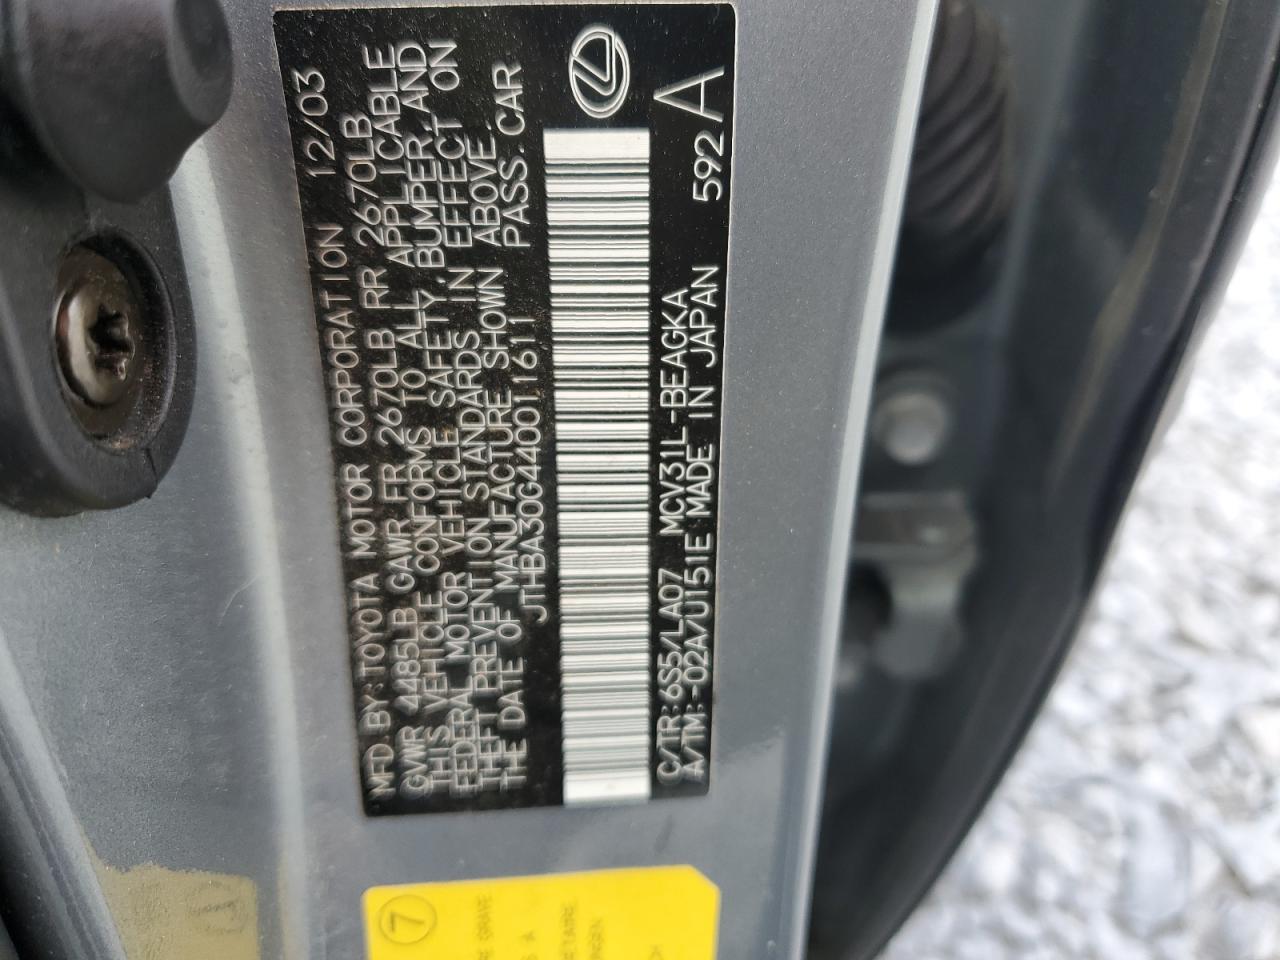 MFD BY: TOYOTA MOTOR CORPORATION 12/03
GVWR 4485LB GAWR FR 2670LB RR 2670LB
THIS VEHICLE CONFORMS TO ALL APPLICABLE
FEDERAL MOTOR VEHICLE SAFETY, BUMPER, AND
THEFT PREVENTION STANDARDS IN EFFECT ON
THE DATE OF MANUFACTURE SHOWN ABOVE.
JTHBA30G440011611 PASS. CAR
C/TR: 6S5/LA07 MCV31L-BEAGKA 592
A/TM: -02A/U151E MADE IN JAPAN A
7